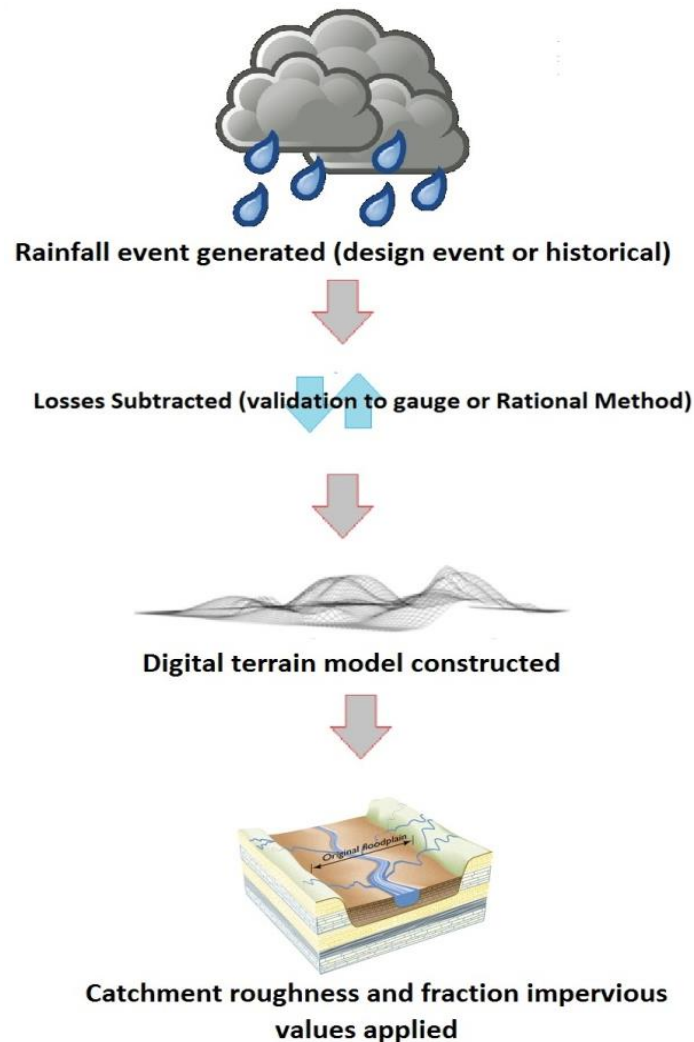 Rainfall event generated (design event or historical)
Losses Subtracted (validation to gauge or Rational Method)
Digital terrain model constructed
Original floodplain
Catchment roughness and fraction impervious
values applied